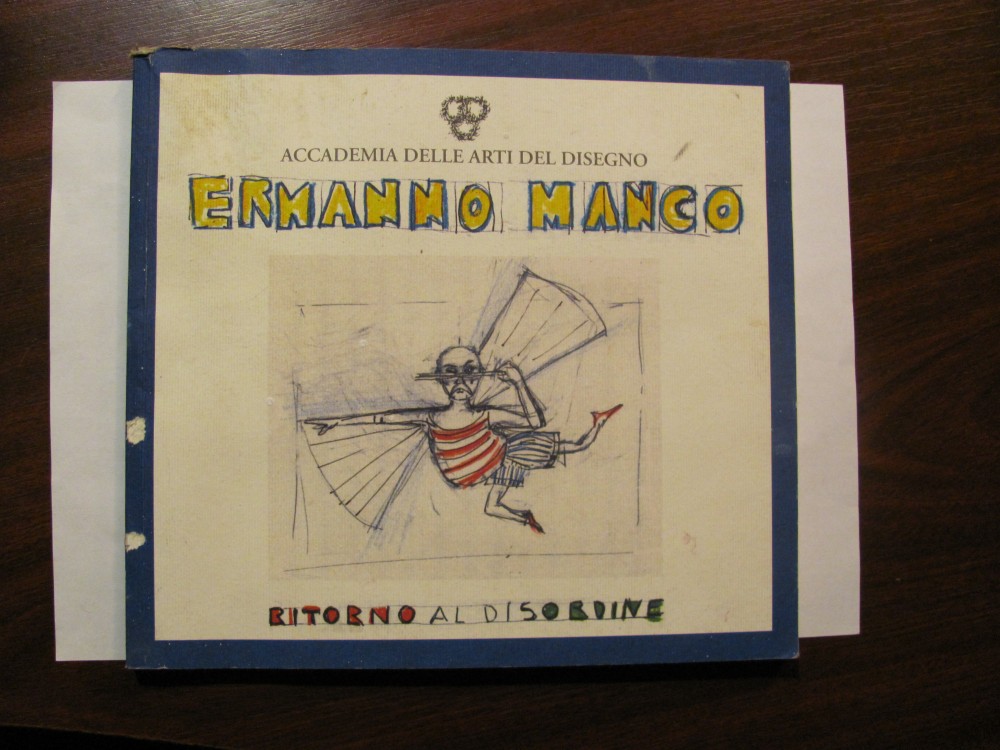 ACCADEMIA DELLE ARTI DEL DISEGNO
ERMANNO MANCO
RITORNO AL DISORDINE